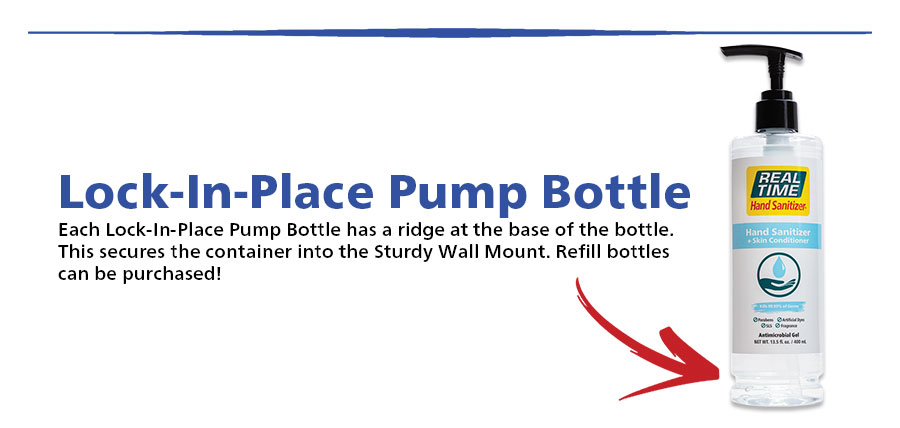 Lock-In-Place Pump Bottle
Each Lock-In-Place Pump Bottle has a ridge at the base of the bottle.
This secures the container into the Sturdy Wall Mount. Refill bottles
can be purchased!
REAL
TIME
Hand Sanitizer
Hand Sanitizer
+ Skin Conditioner
Kills 99.99% of Germs
Parabens Artificial Dyes
SLS Fragrance
Antimicrobial Gel
NET WT. 13.5 fl. oz. / 400 mL